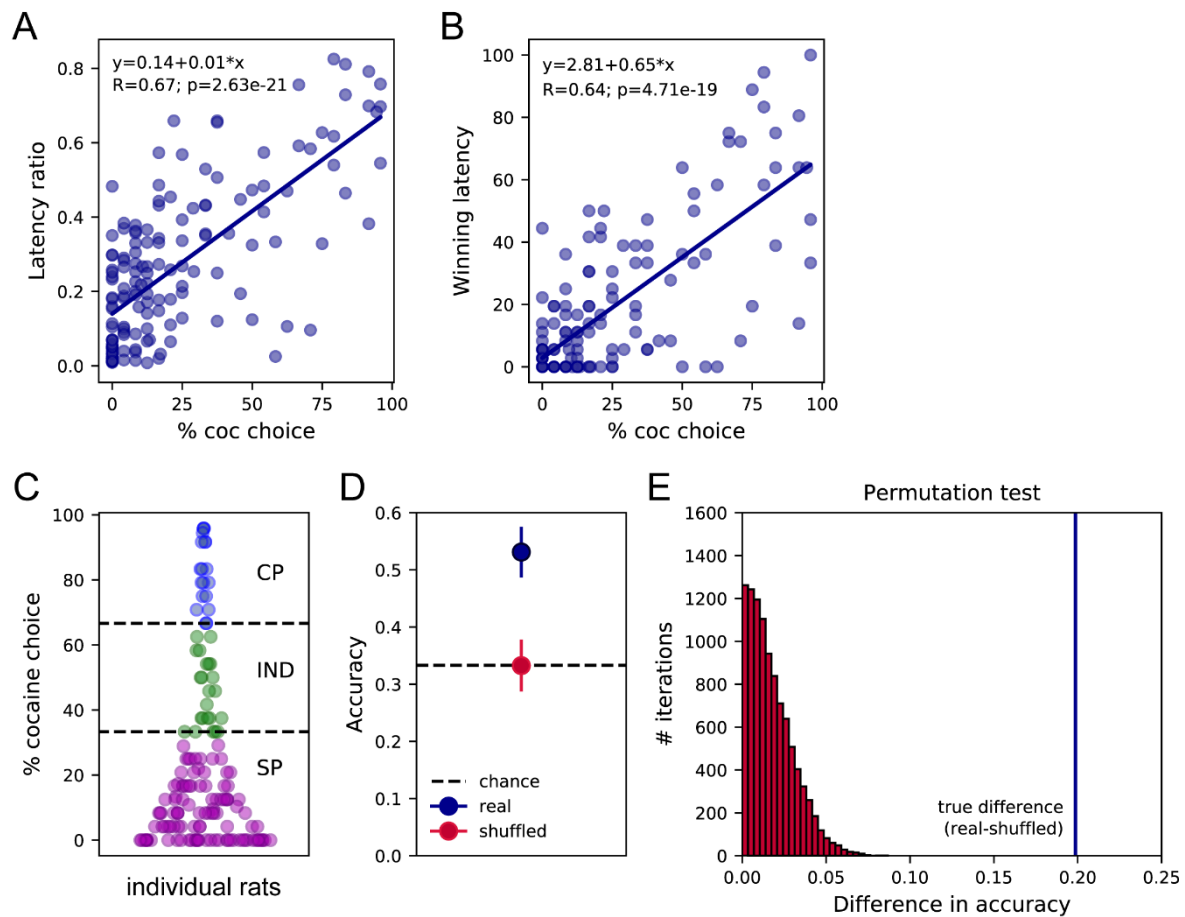 A
y=0.14+0.01*x
R=0.67; p=2.63e-21
Latency ratio
0.8
0.6
0.4
0.2
0.0
0
25
50
75
100
% coc choice
B
y=2.81+0.65*x
R=0.64; p=4.71e-19
Winning latency
100
80
60
40
20
0
0
25
50
75
100
% coc choice
C
% cocaine choice
100
80
60
40
20
0
CP
IND
SP
individual rats
D
Accuracy
0.6
0.5
0.4
0.3
0.2
0.1
0.0
chance
real
shuffled
E
Permutation test
# iterations
1600
1400
1200
1000
800
600
400
200
0
true difference
(real-shuffled)
0.00
0.05
0.10
0.15
0.20
0.25
Difference in accuracy